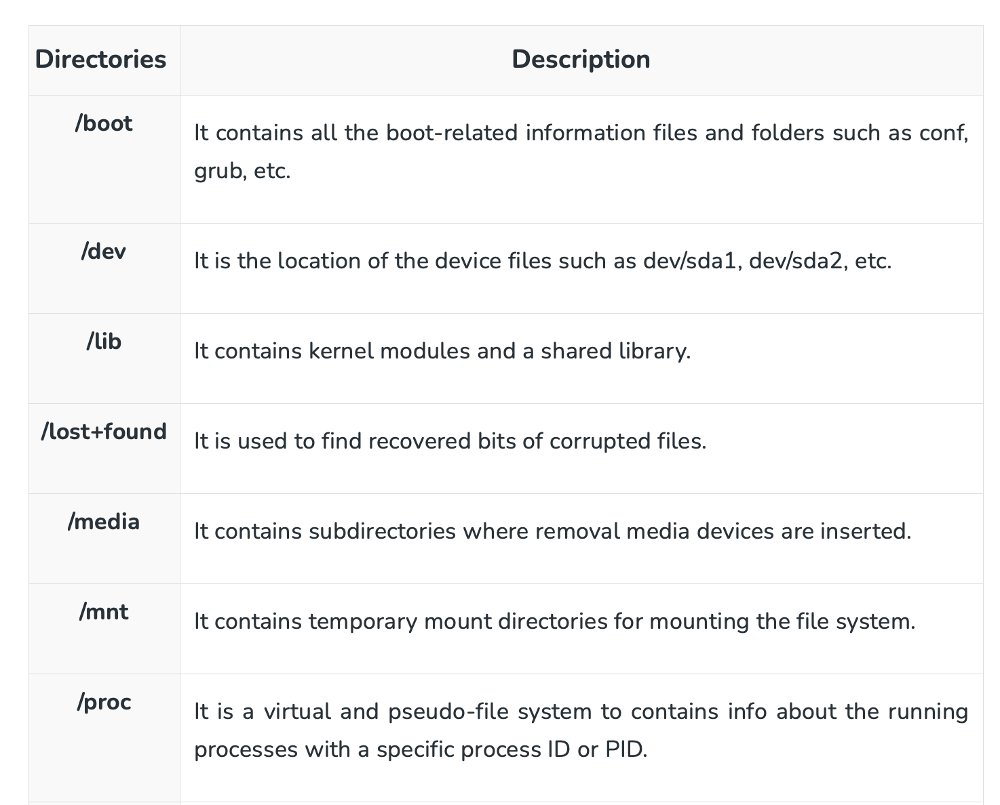 Directories Description
/boot It contains all the boot-related information files and folders such as conf,
grub, etc.
/dev It is the location of the device files such as dev/sda1, dev/sda2, etc.
/lib It contains kernel modules and a shared library.
/lost+found It is used to find recovered bits of corrupted files.
/media It contains subdirectories where removal media devices are inserted.
/mnt It contains temporary mount directories for mounting the file system.
/proc It is a virtual and pseudo-file system to contains info about the running
processes with a specific process ID or PID.